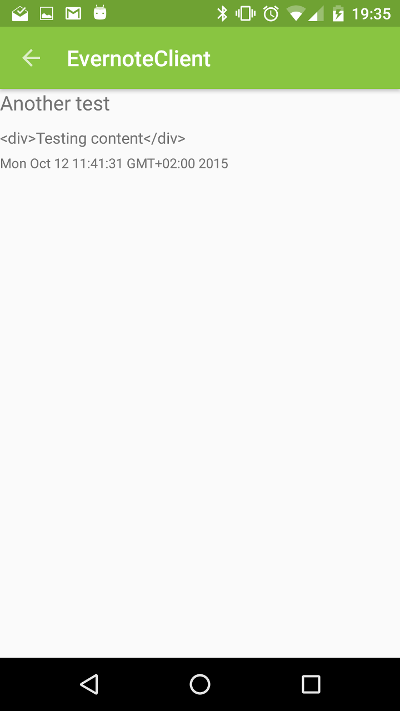 19:35
EvernoteClient
Another test
<div>Testing content</div>
Mon Oct 12 11:41:31 GMT+02:00 2015